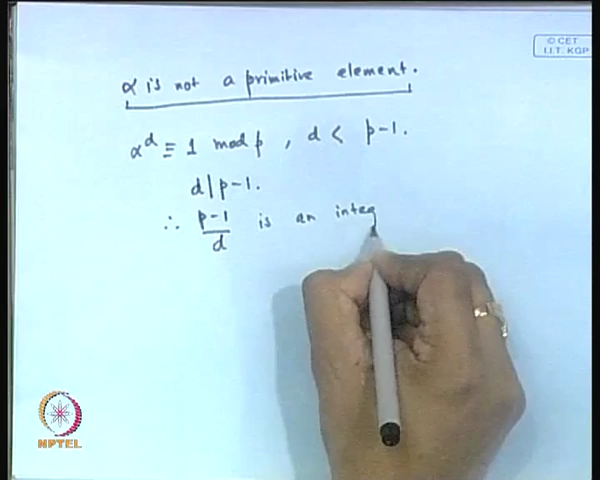 © CET
I.I.T. KGP
α is not a primitive element.
α^d ≡ 1 mod p , d < p-1.
d | p-1.
∴ p-1/d is an integ
NPTEL